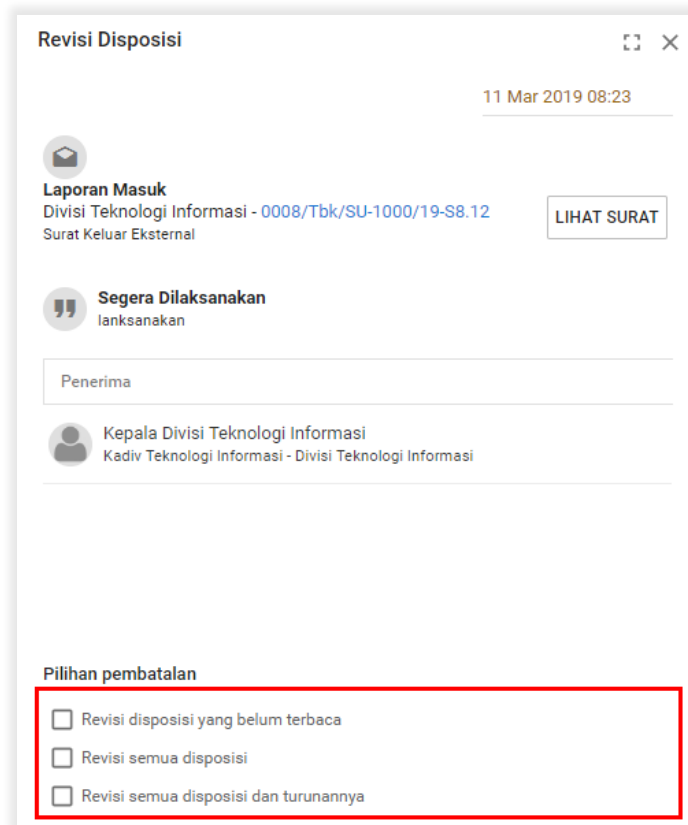 Revisi Disposisi
11 Mar 2019 08:23
Laporan Masuk
Divisi Teknologi Informasi - 0008/Tbk/SU-1000/19-S8.12
LIHAT SURAT
Surat Keluar Eksternal
Segera Dilaksanakan
lanksanakan
Penerima
Kepala Divisi Teknologi Informasi
Kadiv Teknologi Informasi - Divisi Teknologi Informasi
Pilihan pembatalan
Revisi disposisi yang belum terbaca
Revisi semua disposisi
Revisi semua disposisi dan turunannya